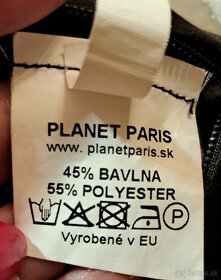 PLANET PARIS
www.planetparis.sk
45% BAVLNA
55% POLYESTER
P
Vyrobené v EU